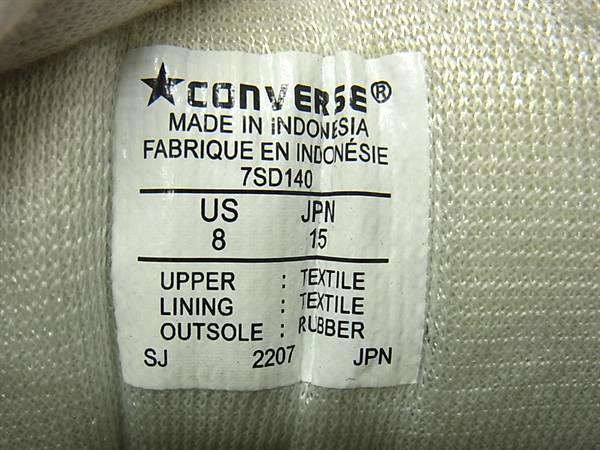 ★CONVERSE®
MADE IN INDONESIA
FABRIQUE EN INDONÉSIE
7SD140
US JPN
8 15
UPPER : TEXTILE
LINING : TEXTILE
OUTSOLE : RUBBER
SJ 2207 JPN